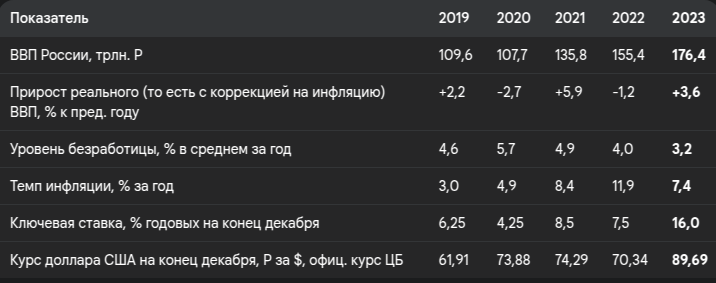 Показатель 2019 2020 2021 2022 2023
ВВП России, трлн. Р 109,6 107,7 135,8 155,4 176,4
Прирост реального (то есть с коррекцией на инфляцию) +2,2 -2,7 +5,9 -1,2 +3,6
ВВП, % к пред. году
Уровень безработицы, % в среднем за год 4,6 5,7 4,9 4,0 3,2
Темп инфляции, % за год 3,0 4,9 8,4 11,9 7,4
Ключевая ставка, % годовых на конец декабря 6,25 4,25 8,5 7,5 16,0
Курс доллара США на конец декабря, Р за $, офиц. курс ЦБ 61,91 73,88 74,29 70,34 89,69